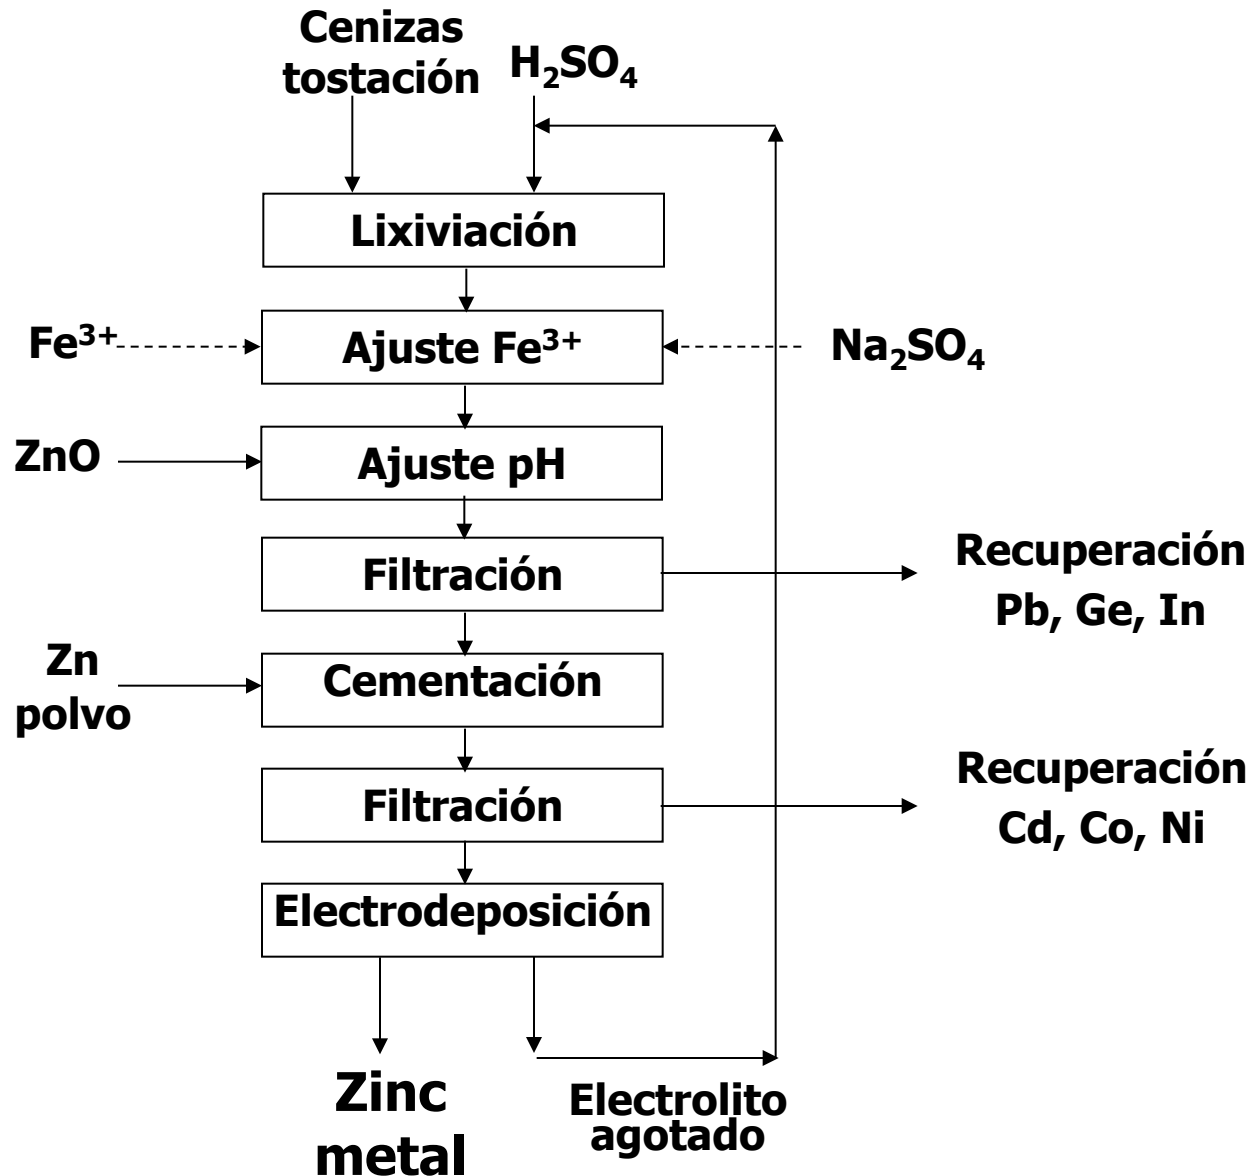 Cenizas
tostación
H₂SO₄
Lixiviación
Fe³⁺
Ajuste Fe³⁺
Na₂SO₄
ZnO
Ajuste pH
Filtración
Recuperación
Pb, Ge, In
Zn
polvo
Cementación
Filtración
Recuperación
Cd, Co, Ni
Electrodeposición
Zinc
metal
Electrolito
agotado